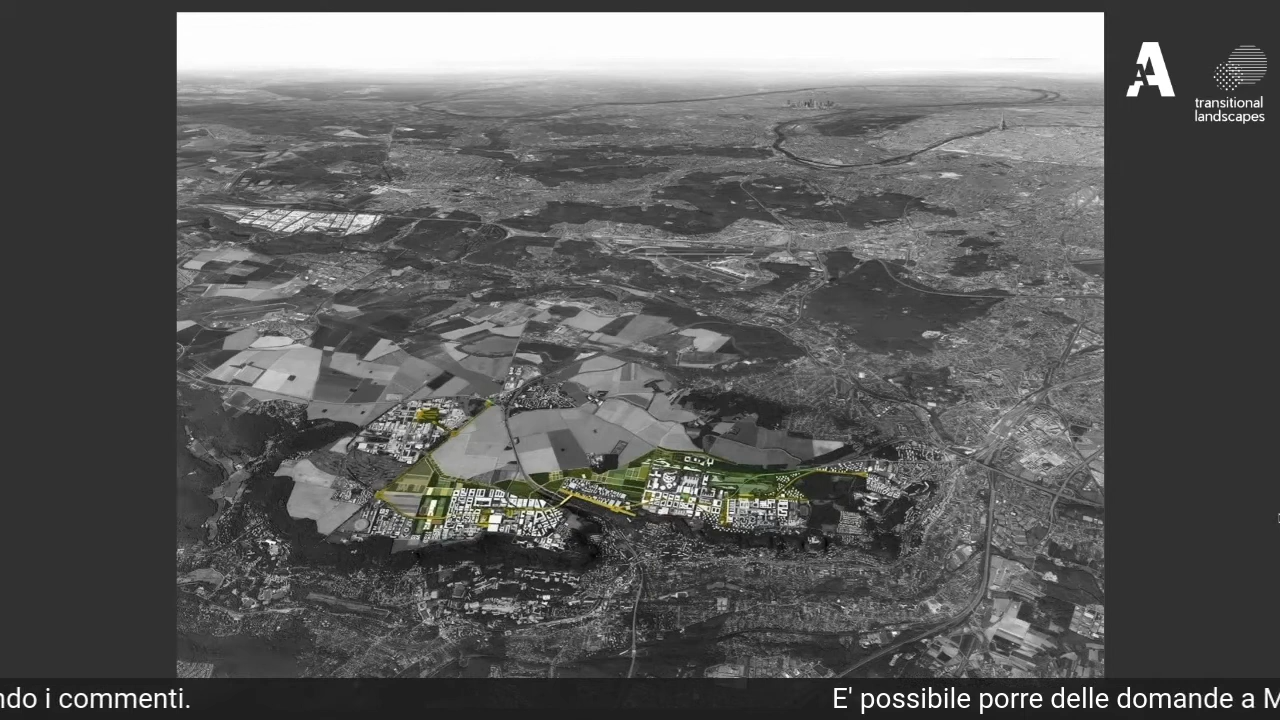 transitional
landscapes
ndo i commenti.
E' possibile porre delle domande a M